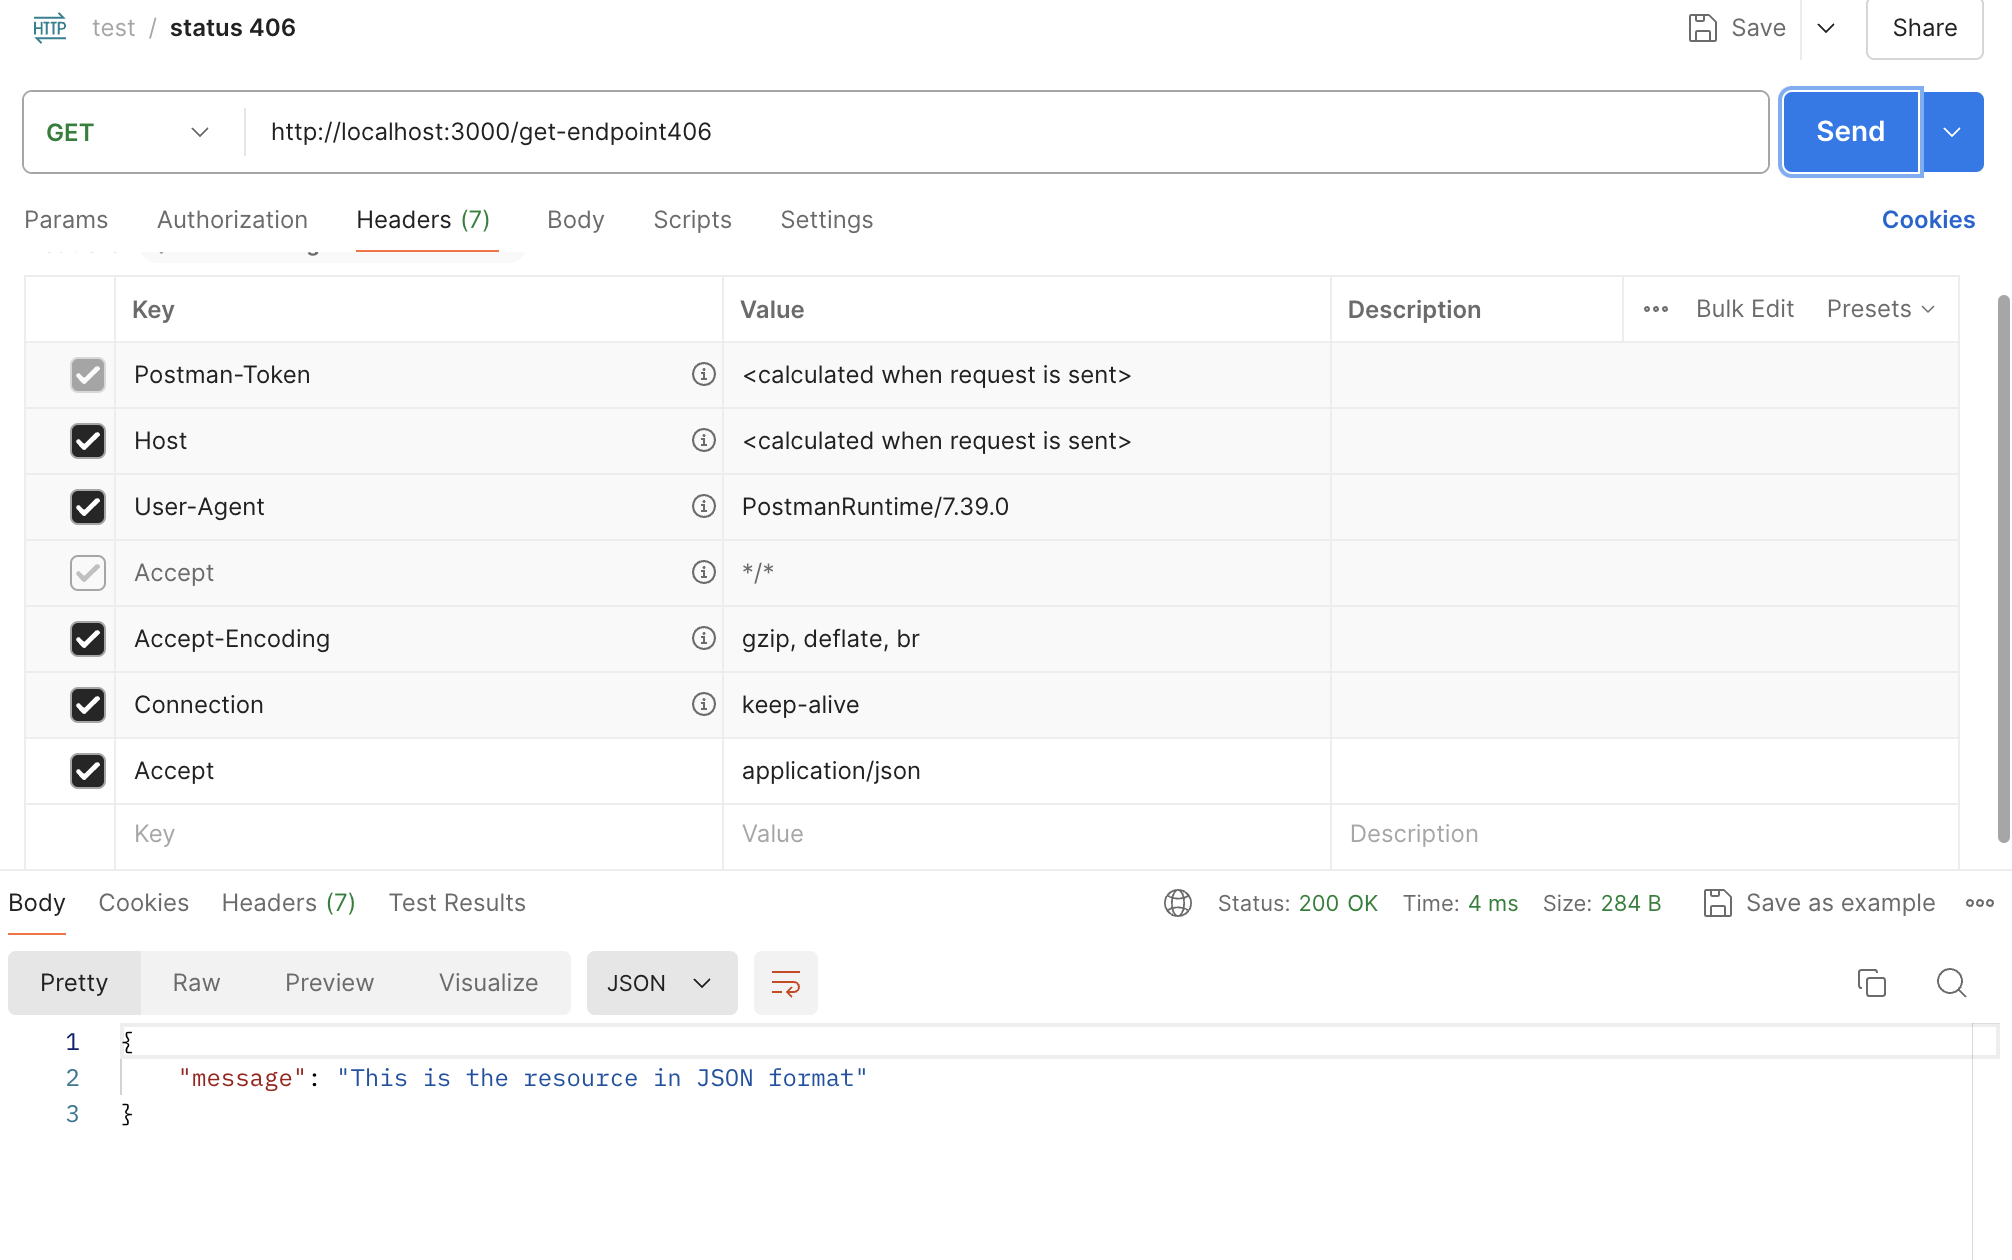 HTTP test / status 406 Save Share
GET http://localhost:3000/get-endpoint406 Send
Params Authorization Headers (7) Body Scripts Settings Cookies
Key Value Description Bulk Edit Presets
Postman-Token <calculated when request is sent>
Host <calculated when request is sent>
User-Agent PostmanRuntime/7.39.0
Accept */*
Accept-Encoding gzip, deflate, br
Connection keep-alive
Accept application/json
Key Value Description
Body Cookies Headers (7) Test Results Status: 200 OK Time: 4 ms Size: 284 B Save as example
Pretty Raw Preview Visualize JSON
1 {
2 "message": "This is the resource in JSON format"
3 }